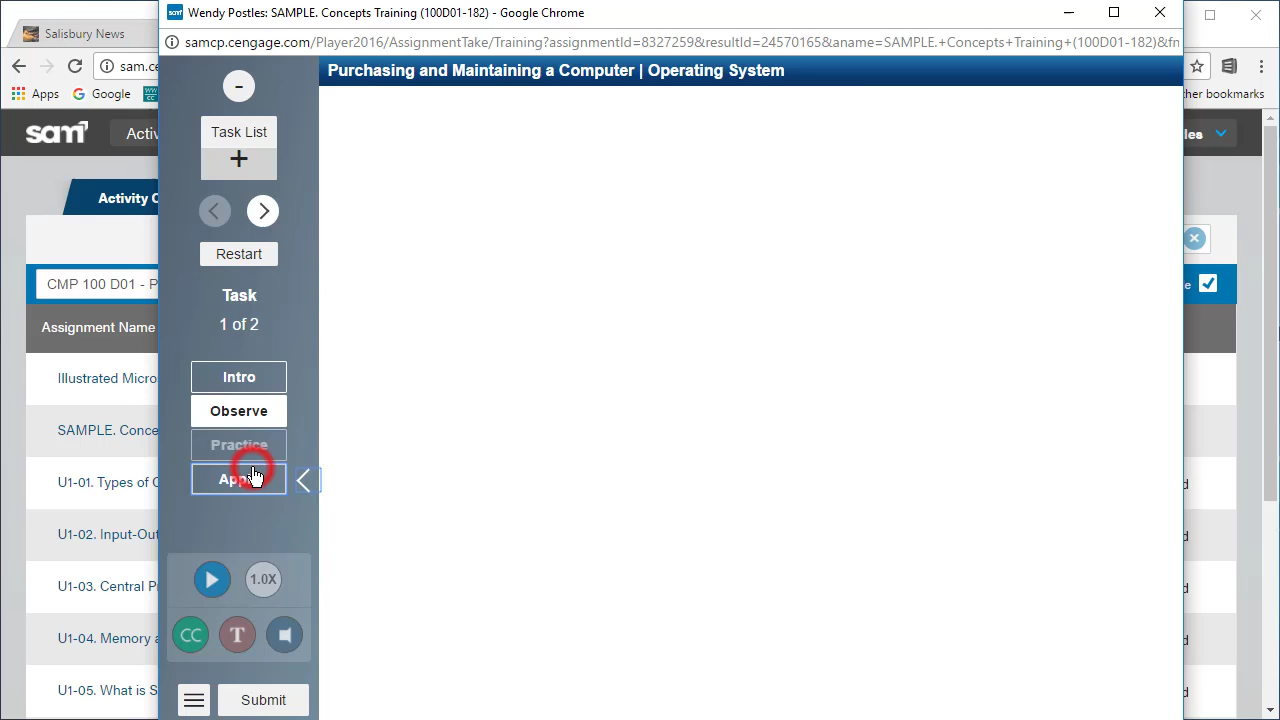 Wendy Postles: SAMPLE. Concepts Training (100D01-182) - Google Chrome
samcp.cengage.com/Player2016/AssignmentTake/Training?assignmentId=8327259&resultId=24570165&aname=SAMPLE.+Concepts+Training+(100D01-182)&fn
Salisbury News
sam.ce
Apps
Google
her bookmarks
sam
Activ
les
Activity C
CMP 100 D01 - P
e
Assignment Name
Illustrated Micro
SAMPLE. Conce
U1-01. Types of C
d
U1-02. Input-Out
d
U1-03. Central P
d
U1-04. Memory a
d
U1-05. What is S
d
Purchasing and Maintaining a Computer | Operating System
-
Task List
+
Restart
Task
1 of 2
Intro
Observe
Practice
App
1.0X
CC
T
Submit